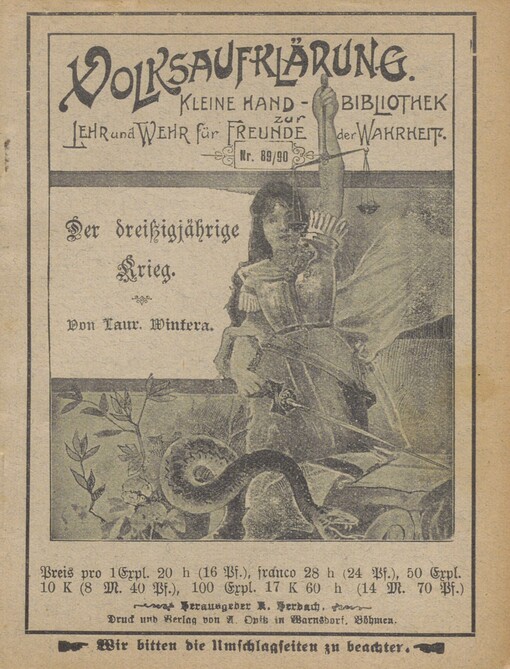 VOLKSAUFKLÄRUNG.
KLEINE HAND-BIBLIOTHEK
zur
LEHR und WEHR für FREUNDE der WAHRHEIT.
Nr. 89/90
Der dreißigjährige
Krieg.
Von Laur. Wintera.
Preis pro 1 Expl. 20 h (16 Pf.), franco 28 h (24 Pf.), 50 Expl.
10 K (8 M. 40 Pf.), 100 Expl. 17 K 60 h (14 M. 70 Pf.)
Herausgeber R. Herdach.
Druck und Verlag von A. Opitz in Warnsdorf, Böhmen.
Wir bitten die Umschlagseiten zu beachten.